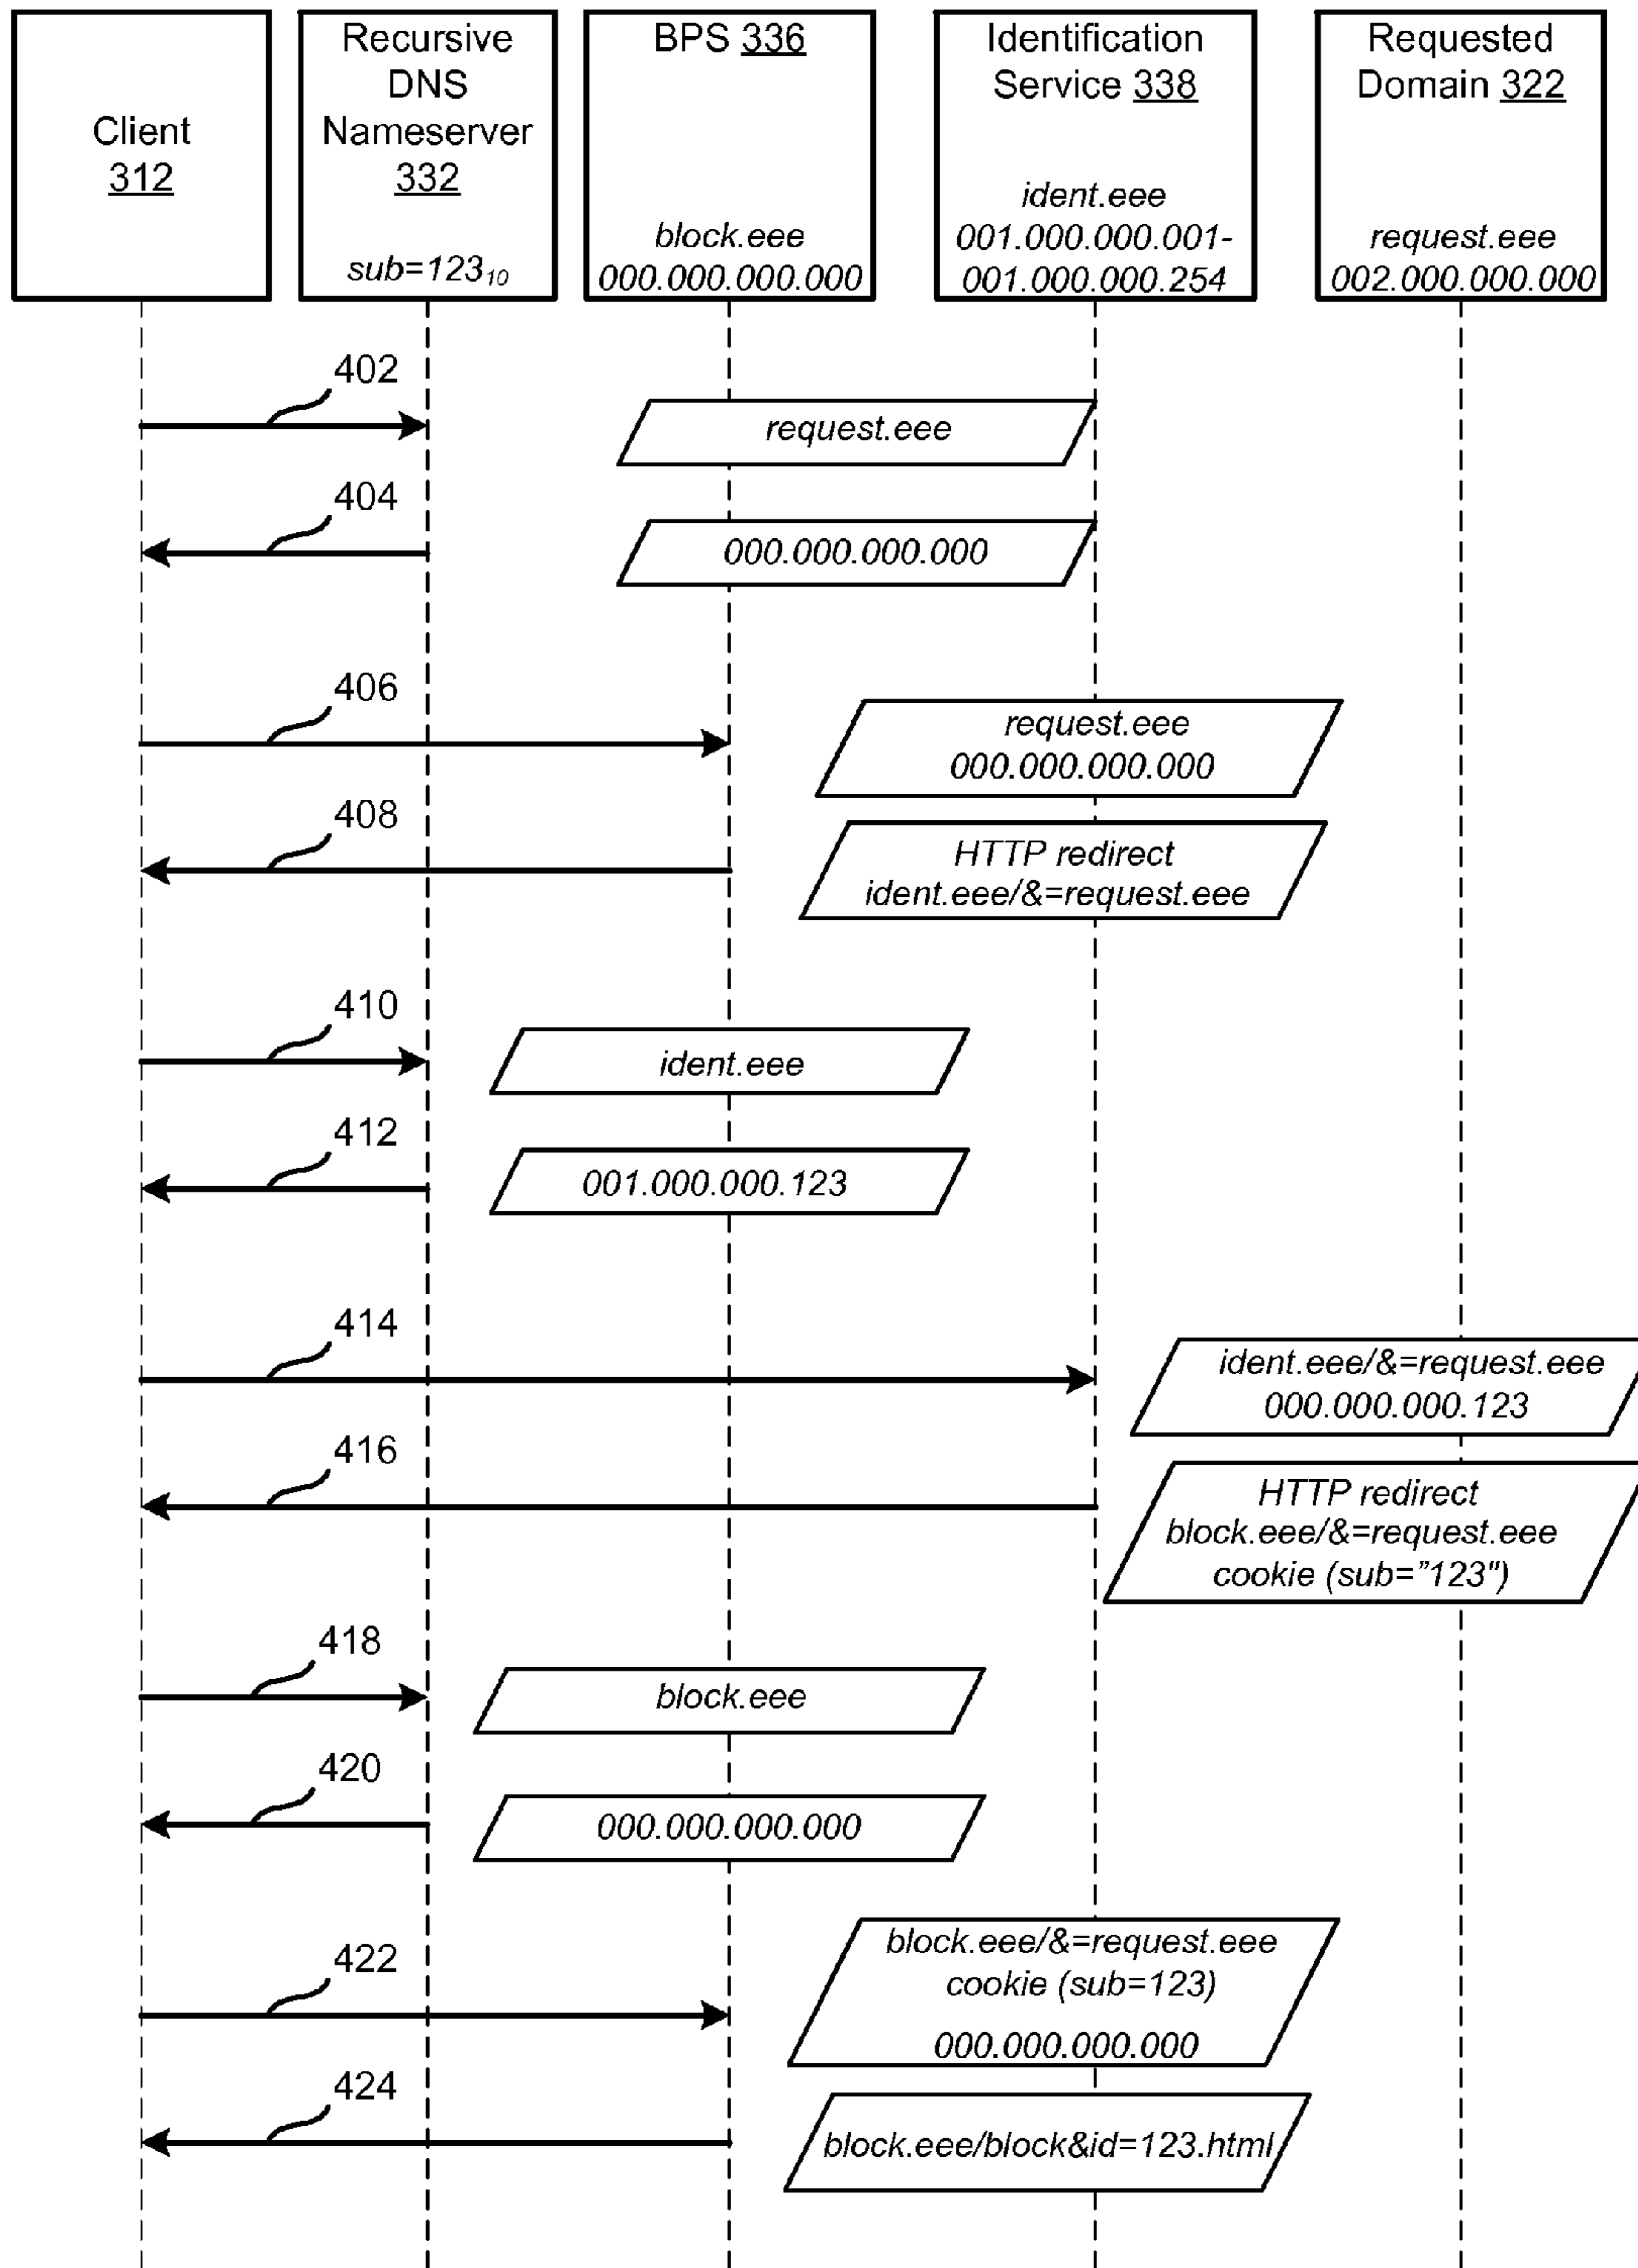 Client
312
Recursive
DNS
Nameserver
332
sub=123₁₀
BPS 336
block.eee
000.000.000.000
Identification
Service 338
ident.eee
001.000.000.001-
001.000.000.254
Requested
Domain 322
request.eee
002.000.000.000
402
request.eee
404
000.000.000.000
406
request.eee
000.000.000.000
408
HTTP redirect
ident.eee/&=request.eee
410
ident.eee
412
001.000.000.123
414
ident.eee/&=request.eee
000.000.000.123
416
HTTP redirect
block.eee/&=request.eee
cookie (sub=”123")
418
block.eee
420
000.000.000.000
422
block.eee/&=request.eee
cookie (sub=123)
000.000.000.000
424
block.eee/block&id=123.html